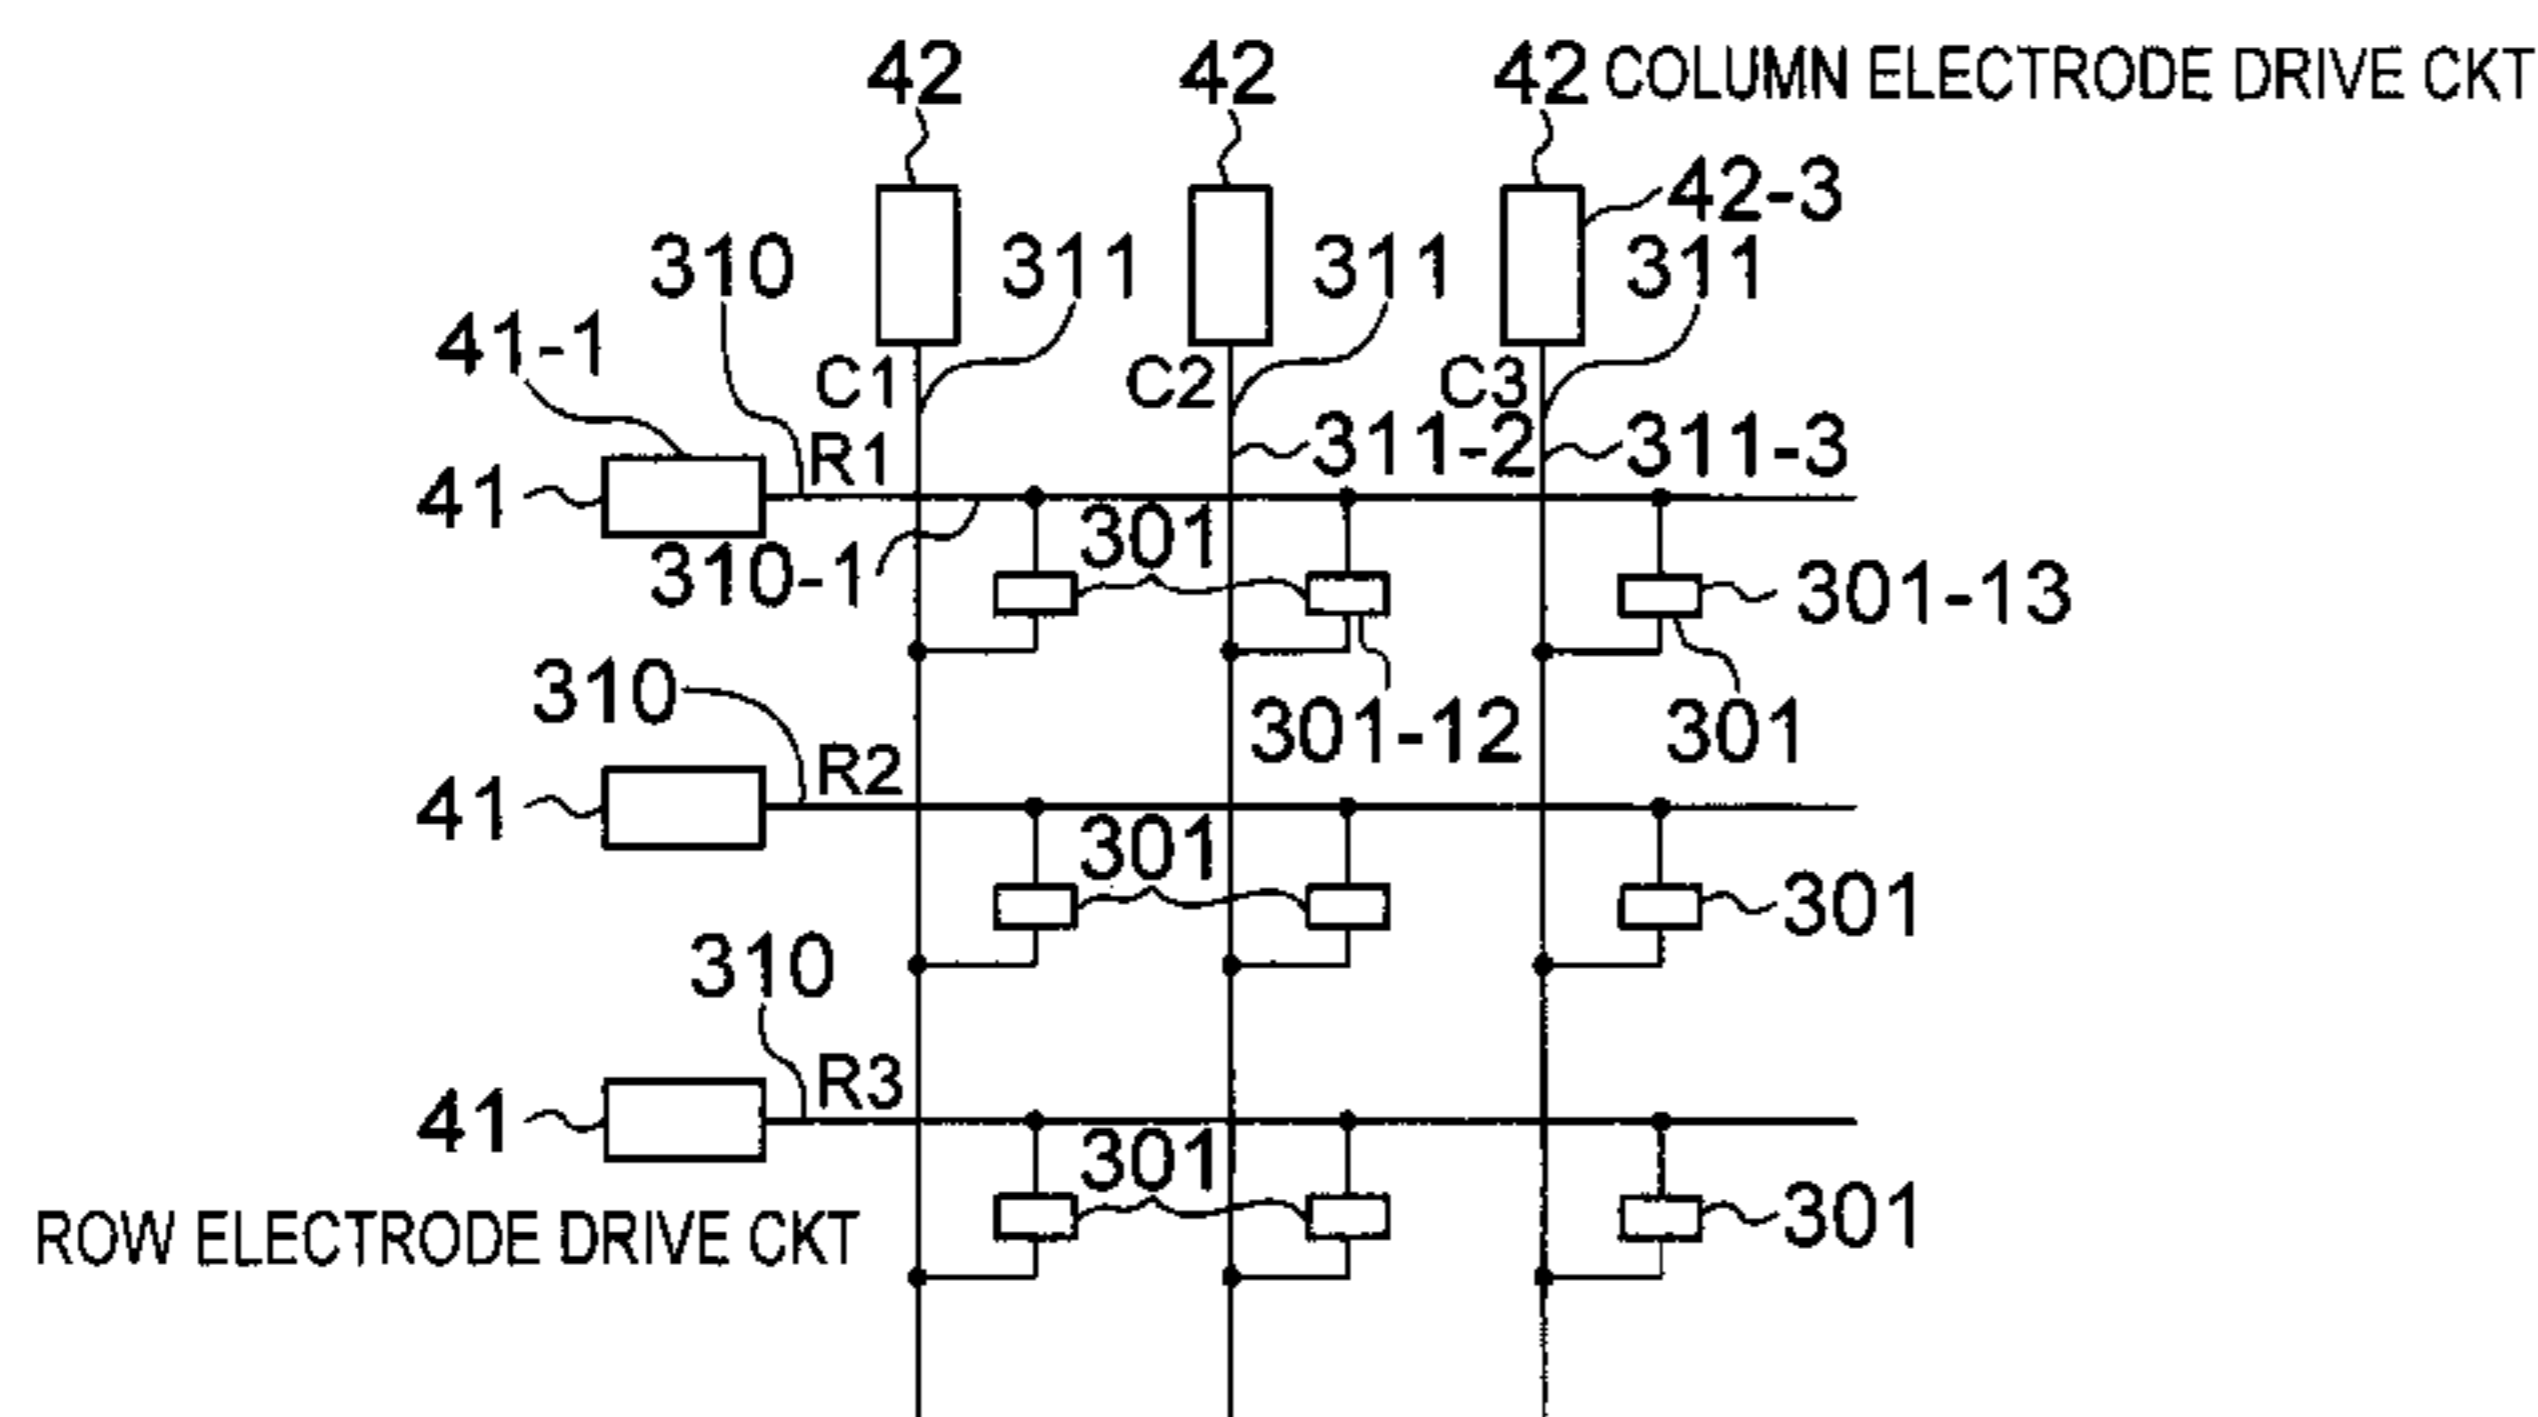 42 42 42 COLUMN ELECTRODE DRIVE CKT
42-3
310 311 311 311
41-1
C1 C2 C3
R1 311-2 311-3
41
310-1 301 301-13
310 301-12 301
R2
41
301 301
310
R3
41
301 301
ROW ELECTRODE DRIVE CKT